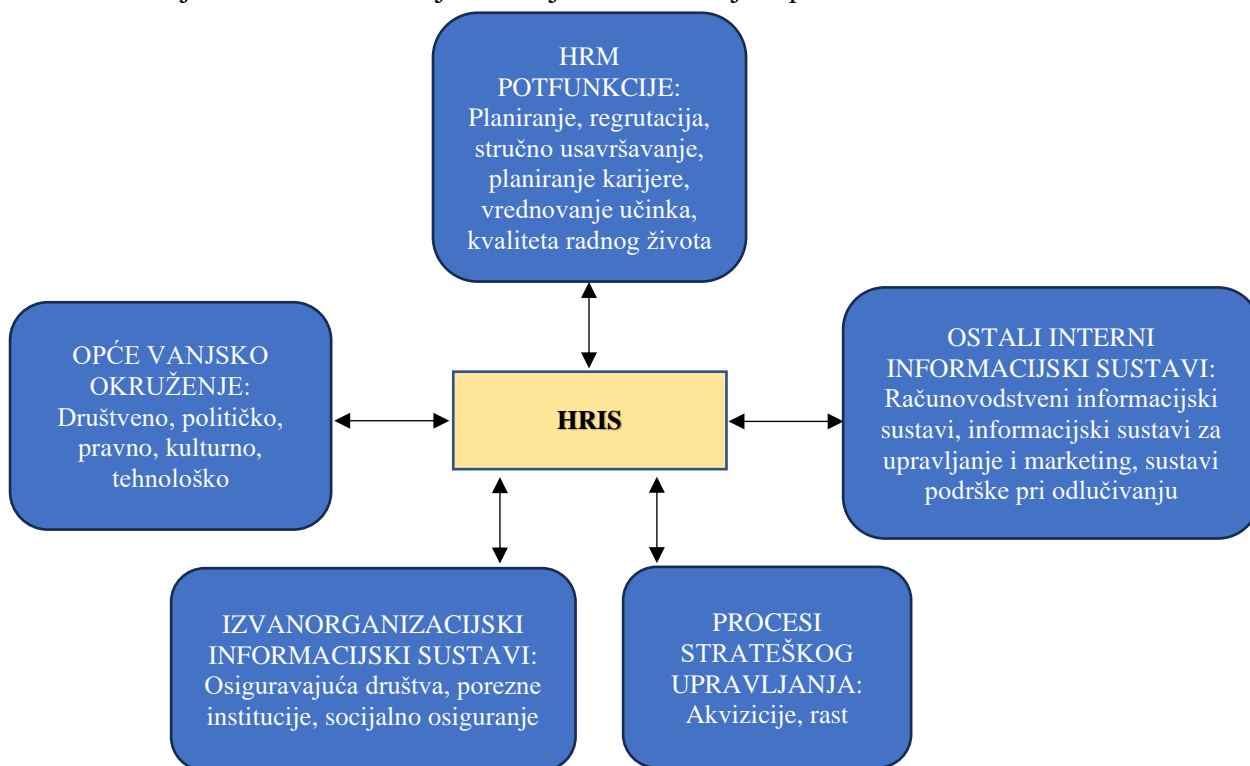 HRM
POTFUNKCIJE:
Planiranje, regrutacija,
stručno usavršavanje,
planiranje karijere,
vrednovanje učinka,
kvaliteta radnog života
OPĆE VANJSKO
OKRUŽENJE:
Društveno, političko,
pravno, kulturno,
tehnološko
HRIS
OSTALI INTERNI
INFORMACIJSKI SUSTAVI:
Računovodstveni informacijski
sustavi, informacijski sustavi za
upravljanje i marketing, sustavi
podrške pri odlučivanju
IZVANORGANIZACIJSKI
INFORMACIJSKI SUSTAVI:
Osiguravajuća društva, porezne
institucije, socijalno osiguranje
PROCESI
STRATEŠKOG
UPRAVLJANJA:
Akvizicije, rast